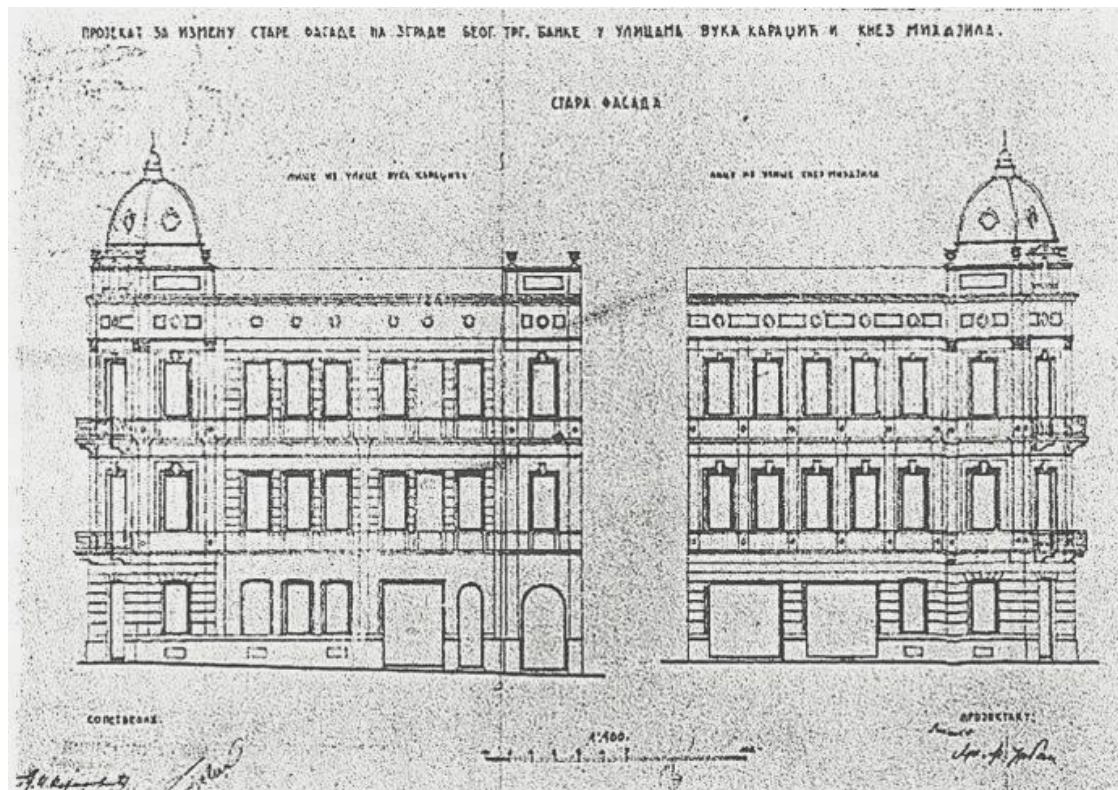 ПРОЈЕКАТ ЗА ИЗМЕНУ СТАРЕ ФАСАДЕ НА ЗГРАДИ БЕОГ. ТРГ. БАНКЕ У УЛИЦАМА ВУКА КАРАЏИЋ И КНЕЗ МИХАЈИЛА.
СТАРА ФАСАДА
ЛИЦЕ ИЗ УЛИЦЕ ВУКА КАРАЏИЋА
ЛИЦЕ ИЗ УЛИЦЕ КНЕЗ МИХАЈИЛА
СОПСТВЕНИК:
1:100.
ПРОЈЕКТАНТ: